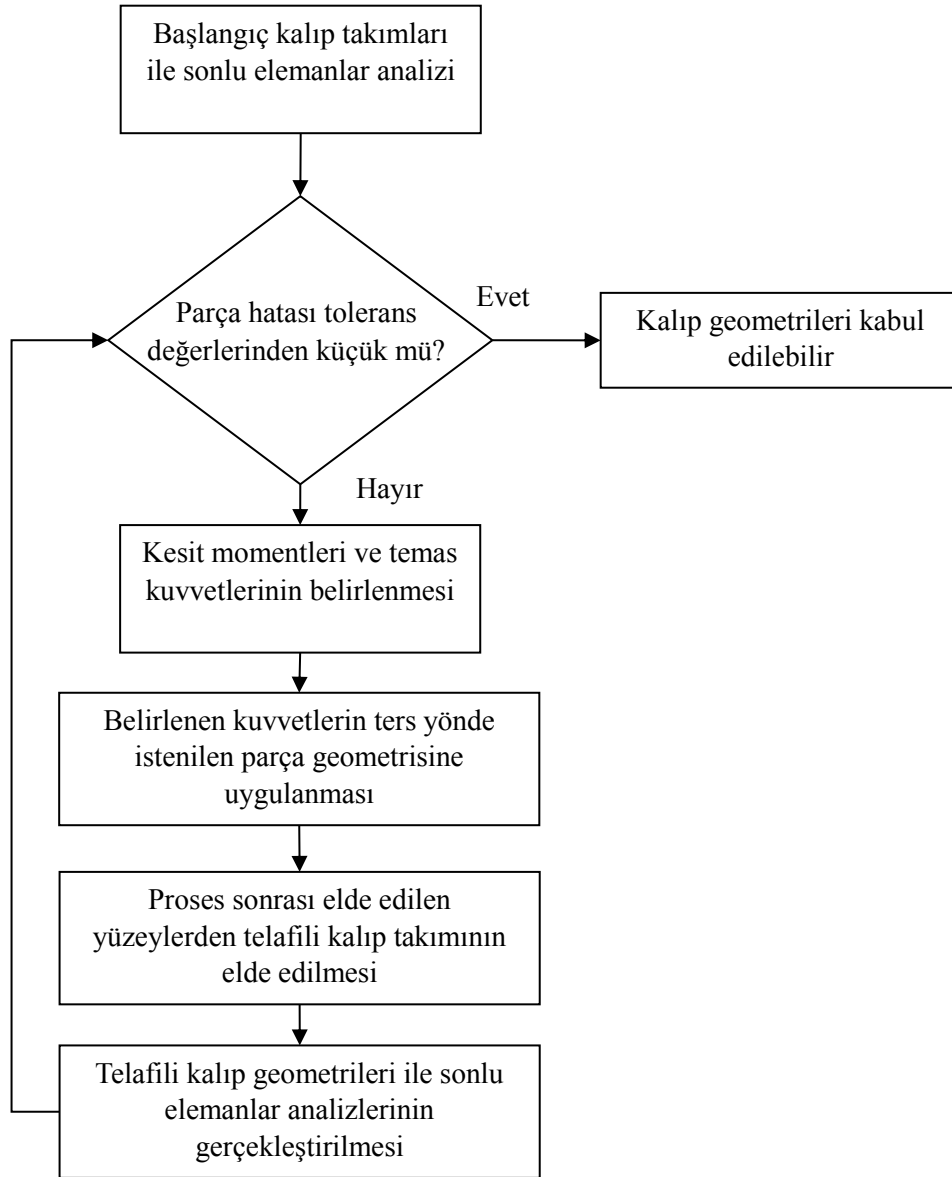 Başlangıç kalıp takımları
ile sonlu elemanlar analizi
Parça hatası tolerans
değerlerinden küçük mü?
Evet
Kalıp geometrileri kabul
edilebilir
Hayır
Kesit momentleri ve temas
kuvvetlerinin belirlenmesi
Belirlenen kuvvetlerin ters yönde
istenilen parça geometrisine
uygulanması
Proses sonrası elde edilen
yüzeylerden telafili kalıp takımının
elde edilmesi
Telafili kalıp geometrileri ile sonlu
elemanlar analizlerinin
gerçekleştirilmesi